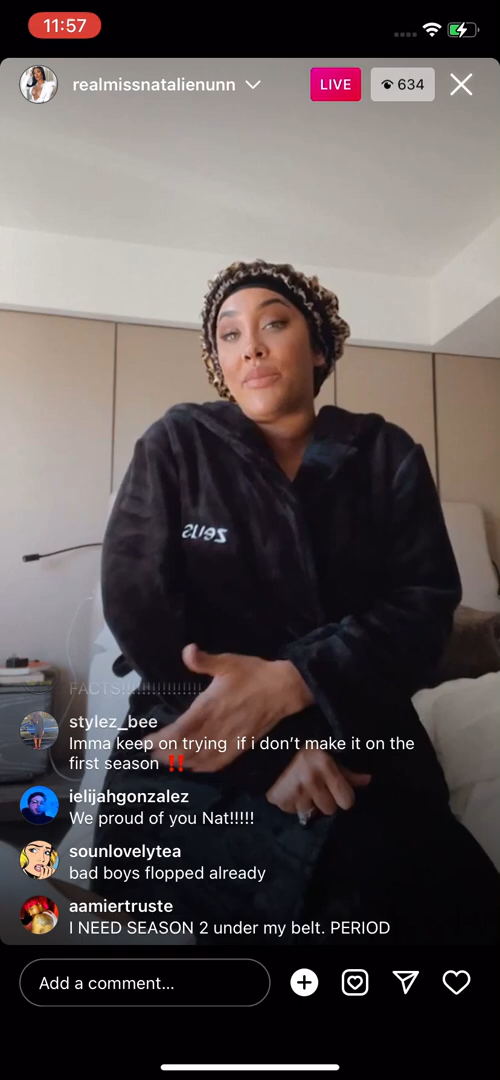 11:57
realmissnatalienunn
LIVE
634
zeus
FACTS!!!!!!!!!!!!!!!
stylez_bee
Imma keep on trying if i don’t make it on the
first season ‼️
ielijahgonzalez
We proud of you Nat!!!!!
sounlovelytea
bad boys flopped already
aamiertruste
I NEED SEASON 2 under my belt. PERIOD
Add a comment...